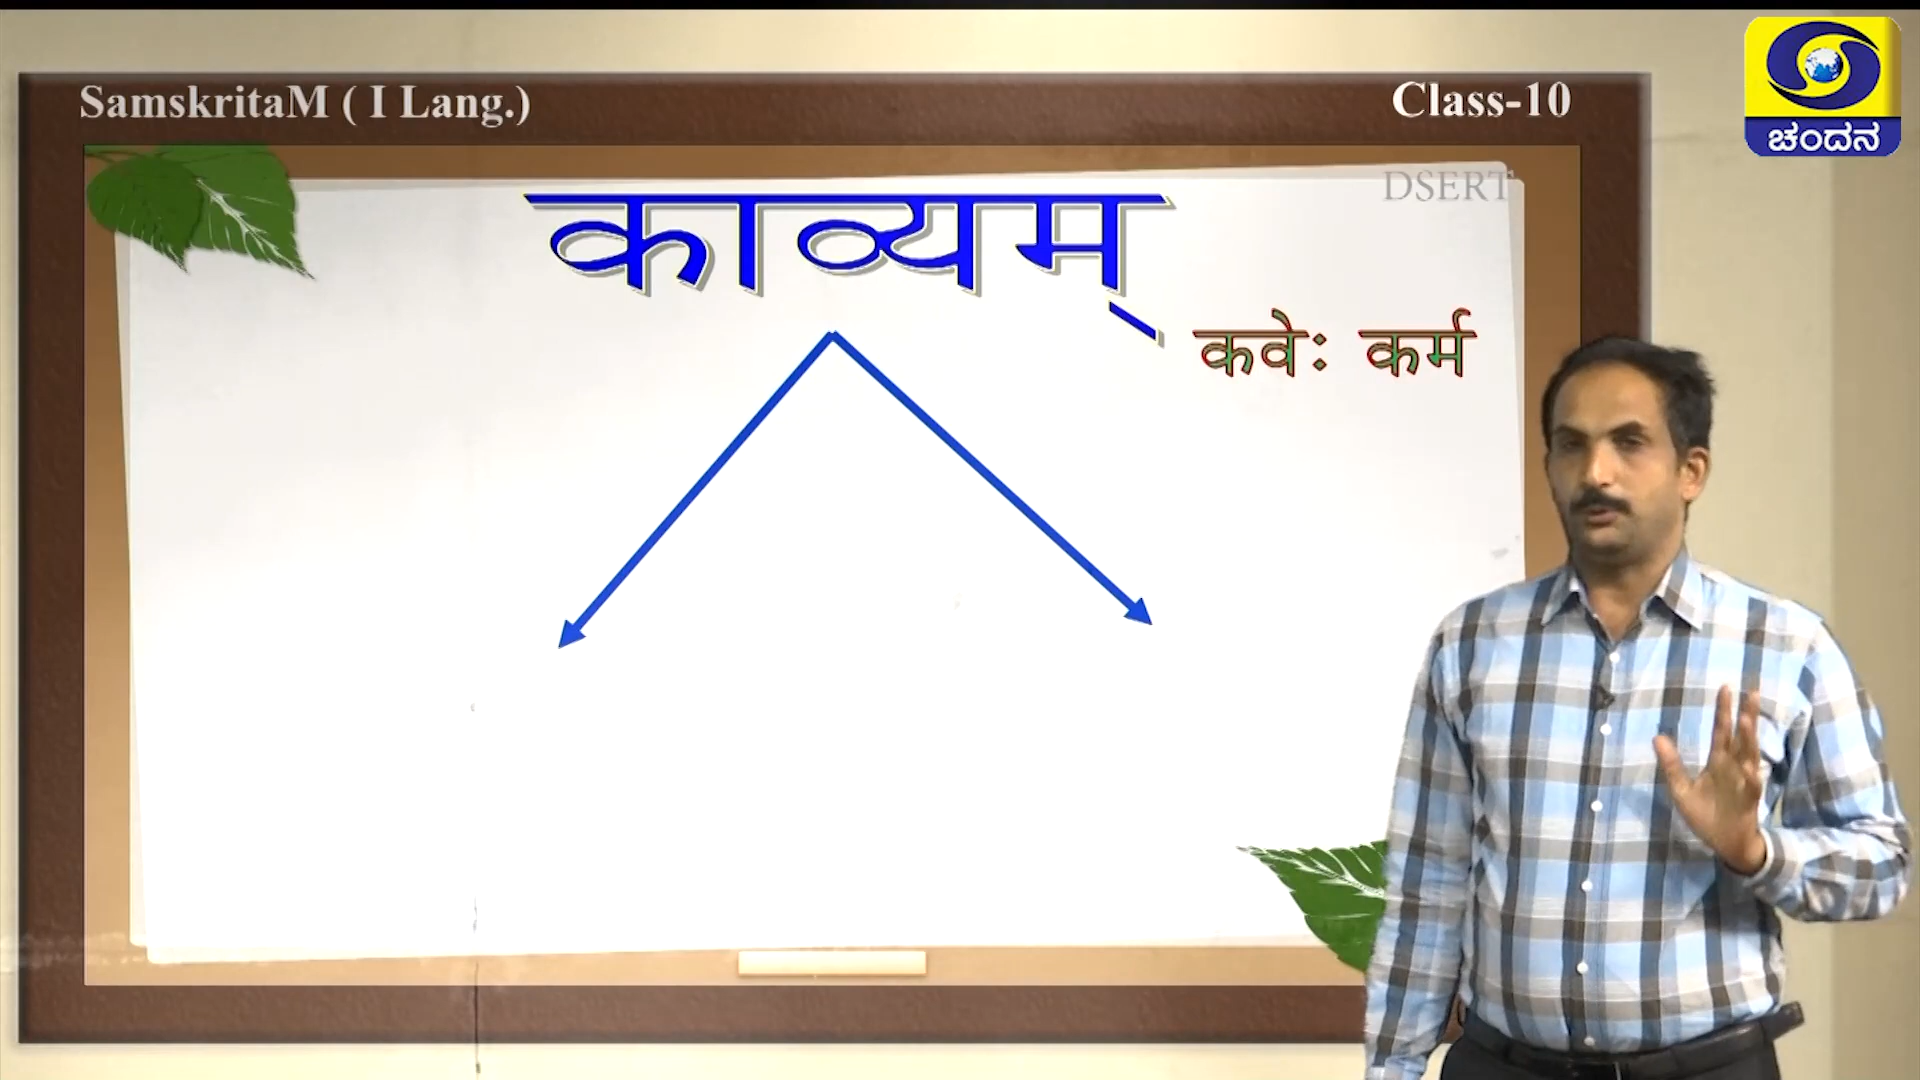 SamskritaM ( I Lang.)
Class-10
ಚಂದನ
DSERT
काव्यम्
कवेः कर्म